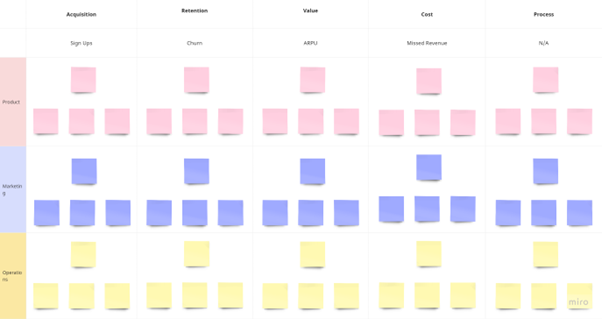 Acquisition
Retention
Value
Cost
Process
Sign Ups
Churn
ARPU
Missed Revenue
N/A
Product
Marketin
g
Operatio
ns
miro